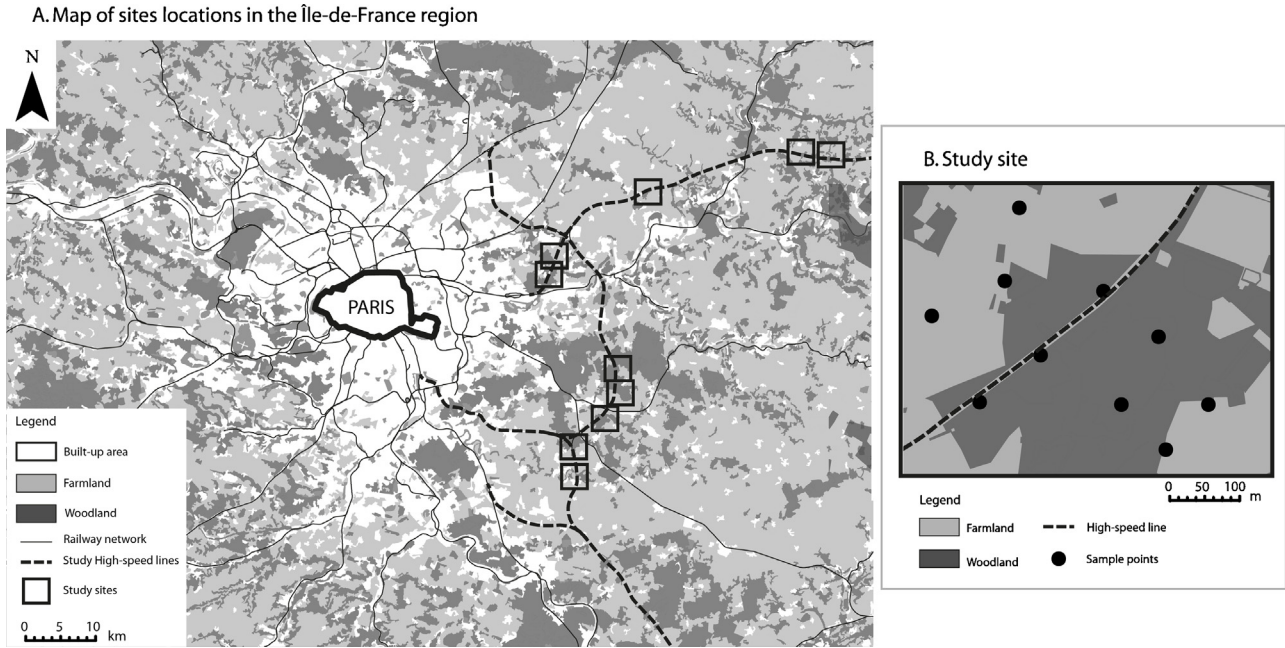 A. Map of sites locations in the Île-de-France region
N
PARIS
Legend
Built-up area
Farmland
Woodland
Railway network
Study High-speed lines
Study sites
0 5 10
km
B. Study site
0 50 100
m
Legend
Farmland
High-speed line
Woodland
Sample points